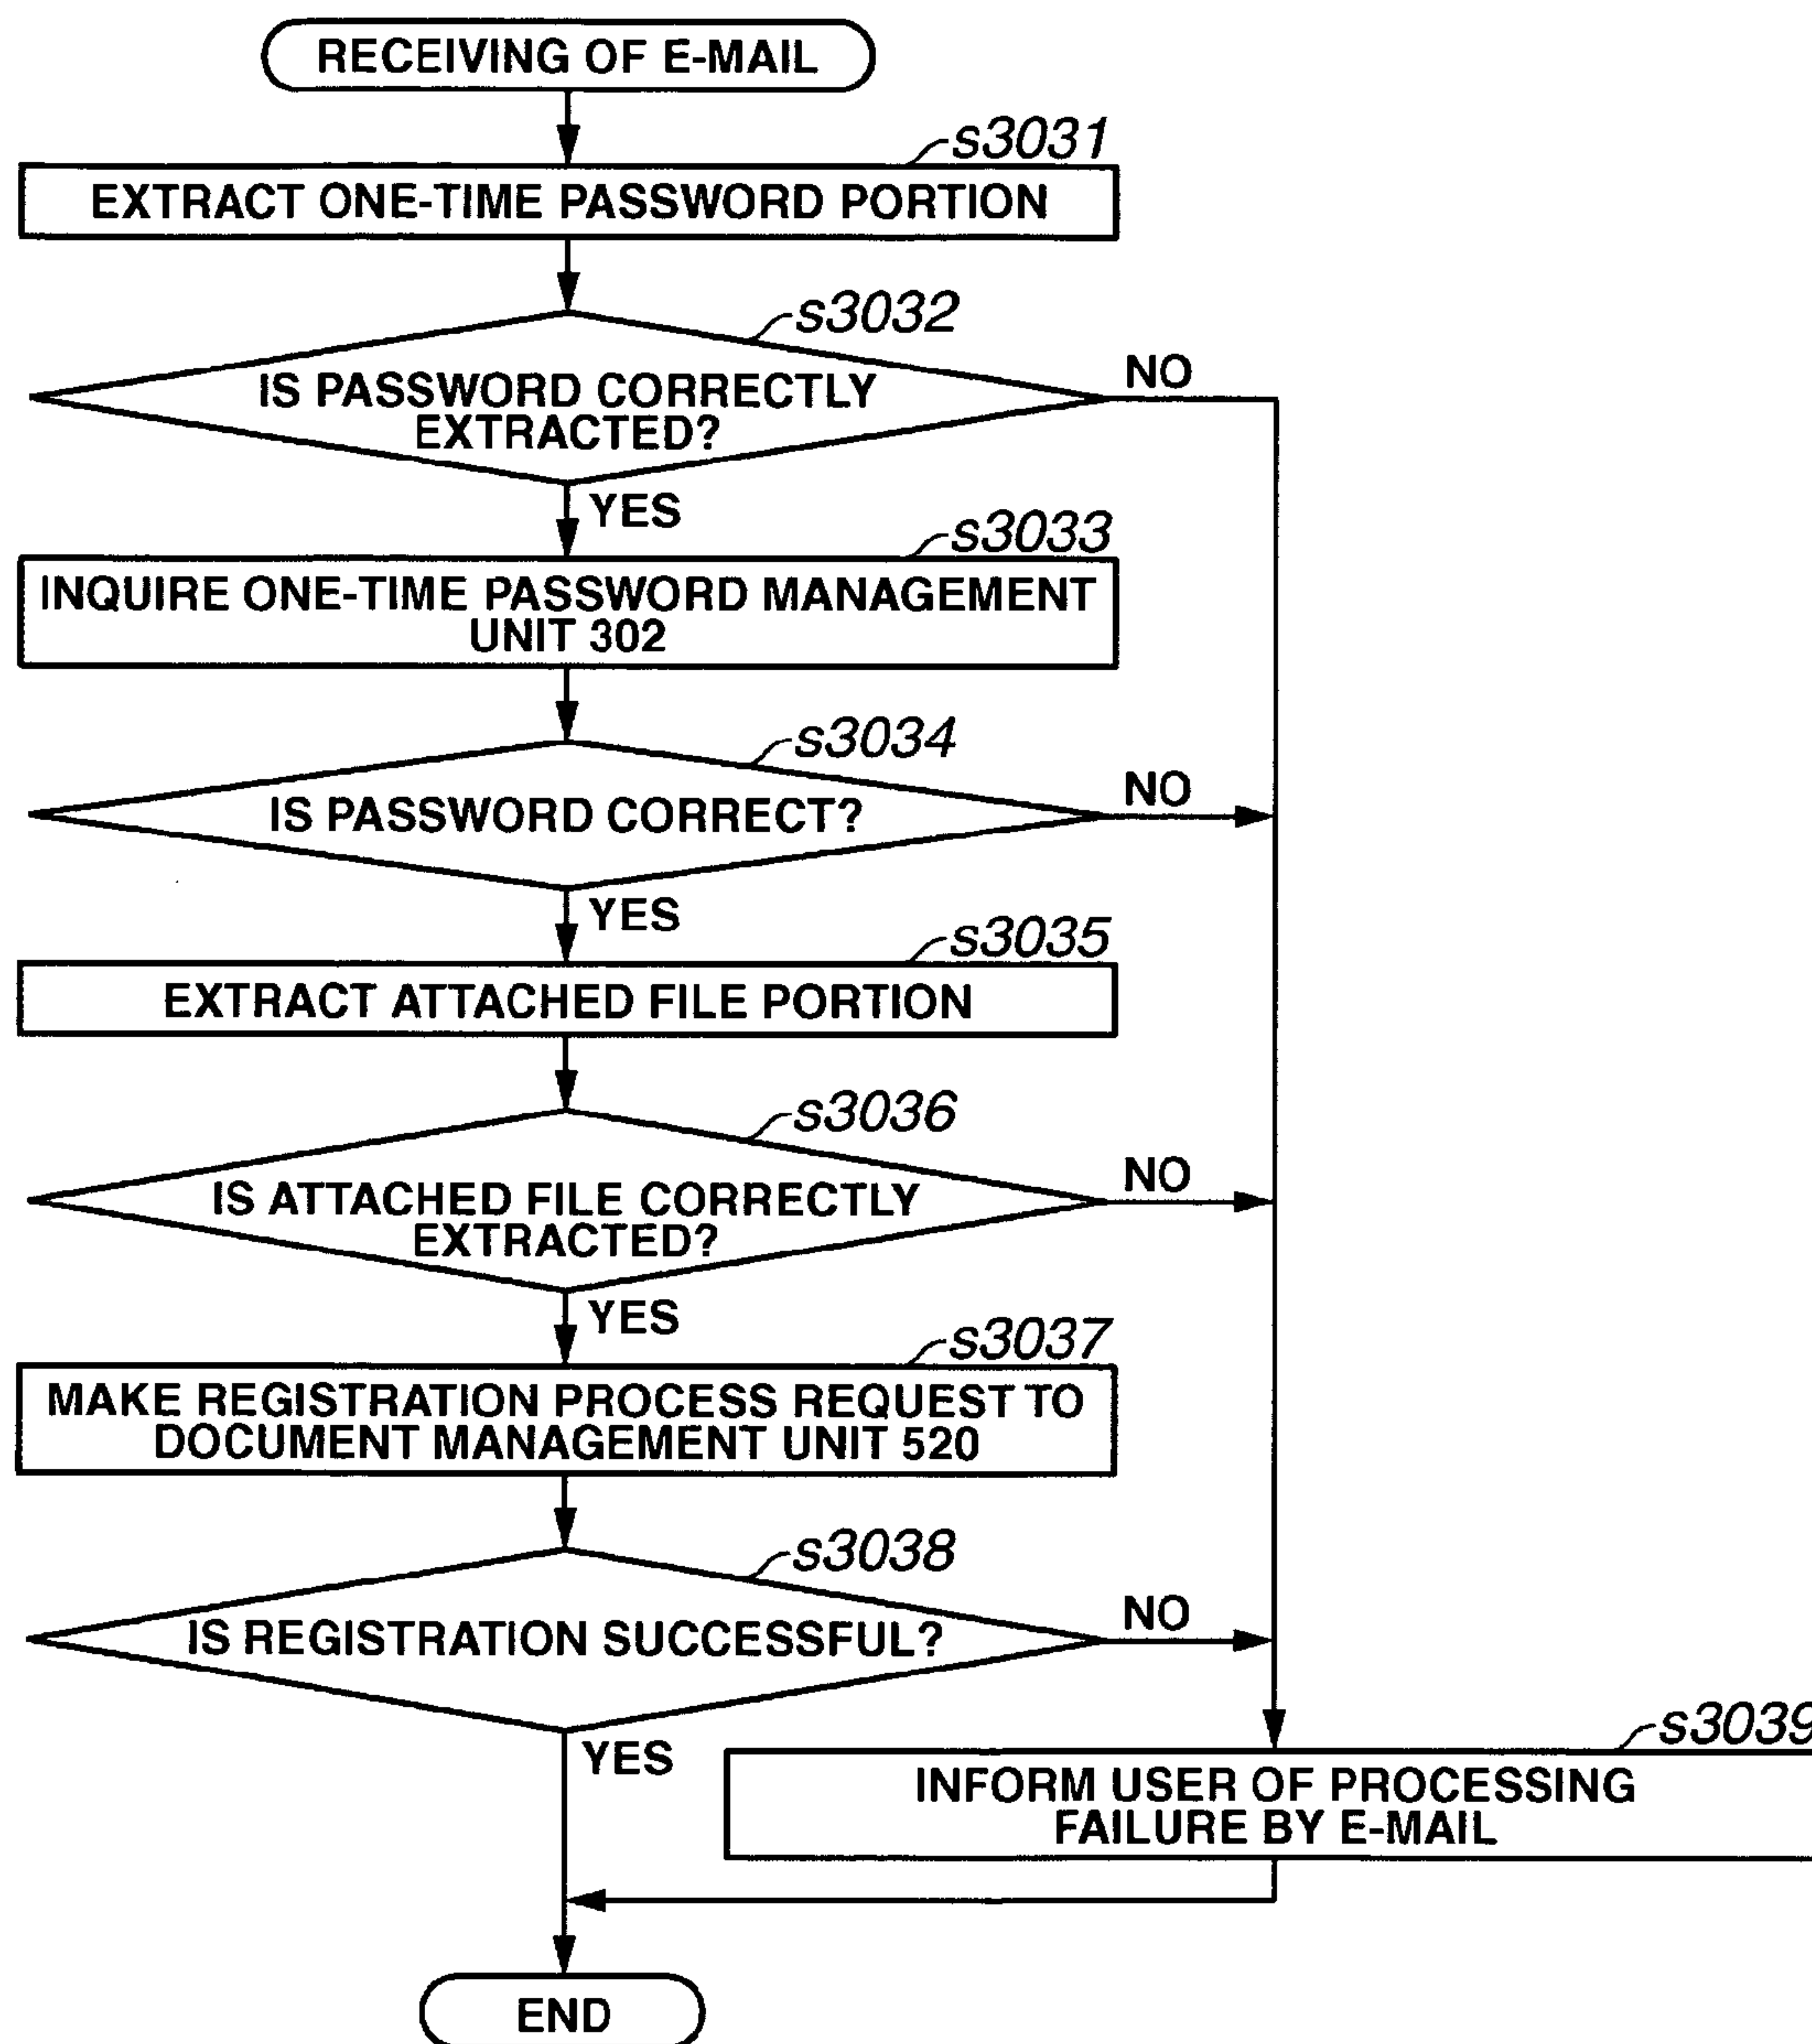 RECEIVING OF E-MAIL
s3031
EXTRACT ONE-TIME PASSWORD PORTION
s3032
IS PASSWORD CORRECTLY
EXTRACTED?
NO
YES
s3033
INQUIRE ONE-TIME PASSWORD MANAGEMENT
UNIT 302
s3034
IS PASSWORD CORRECT?
NO
YES
s3035
EXTRACT ATTACHED FILE PORTION
s3036
IS ATTACHED FILE CORRECTLY
EXTRACTED?
NO
YES
s3037
MAKE REGISTRATION PROCESS REQUEST TO
DOCUMENT MANAGEMENT UNIT 520
s3038
IS REGISTRATION SUCCESSFUL?
NO
YES
s3039
INFORM USER OF PROCESSING
FAILURE BY E-MAIL
END